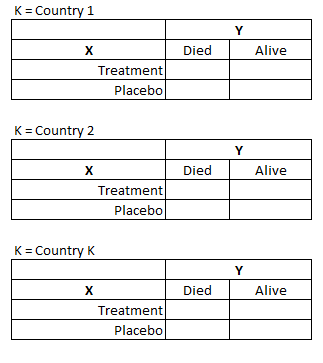 K = Country 1
Y
X Died Alive
Treatment
Placebo
K = Country 2
Y
X Died Alive
Treatment
Placebo
K = Country K
Y
X Died Alive
Treatment
Placebo